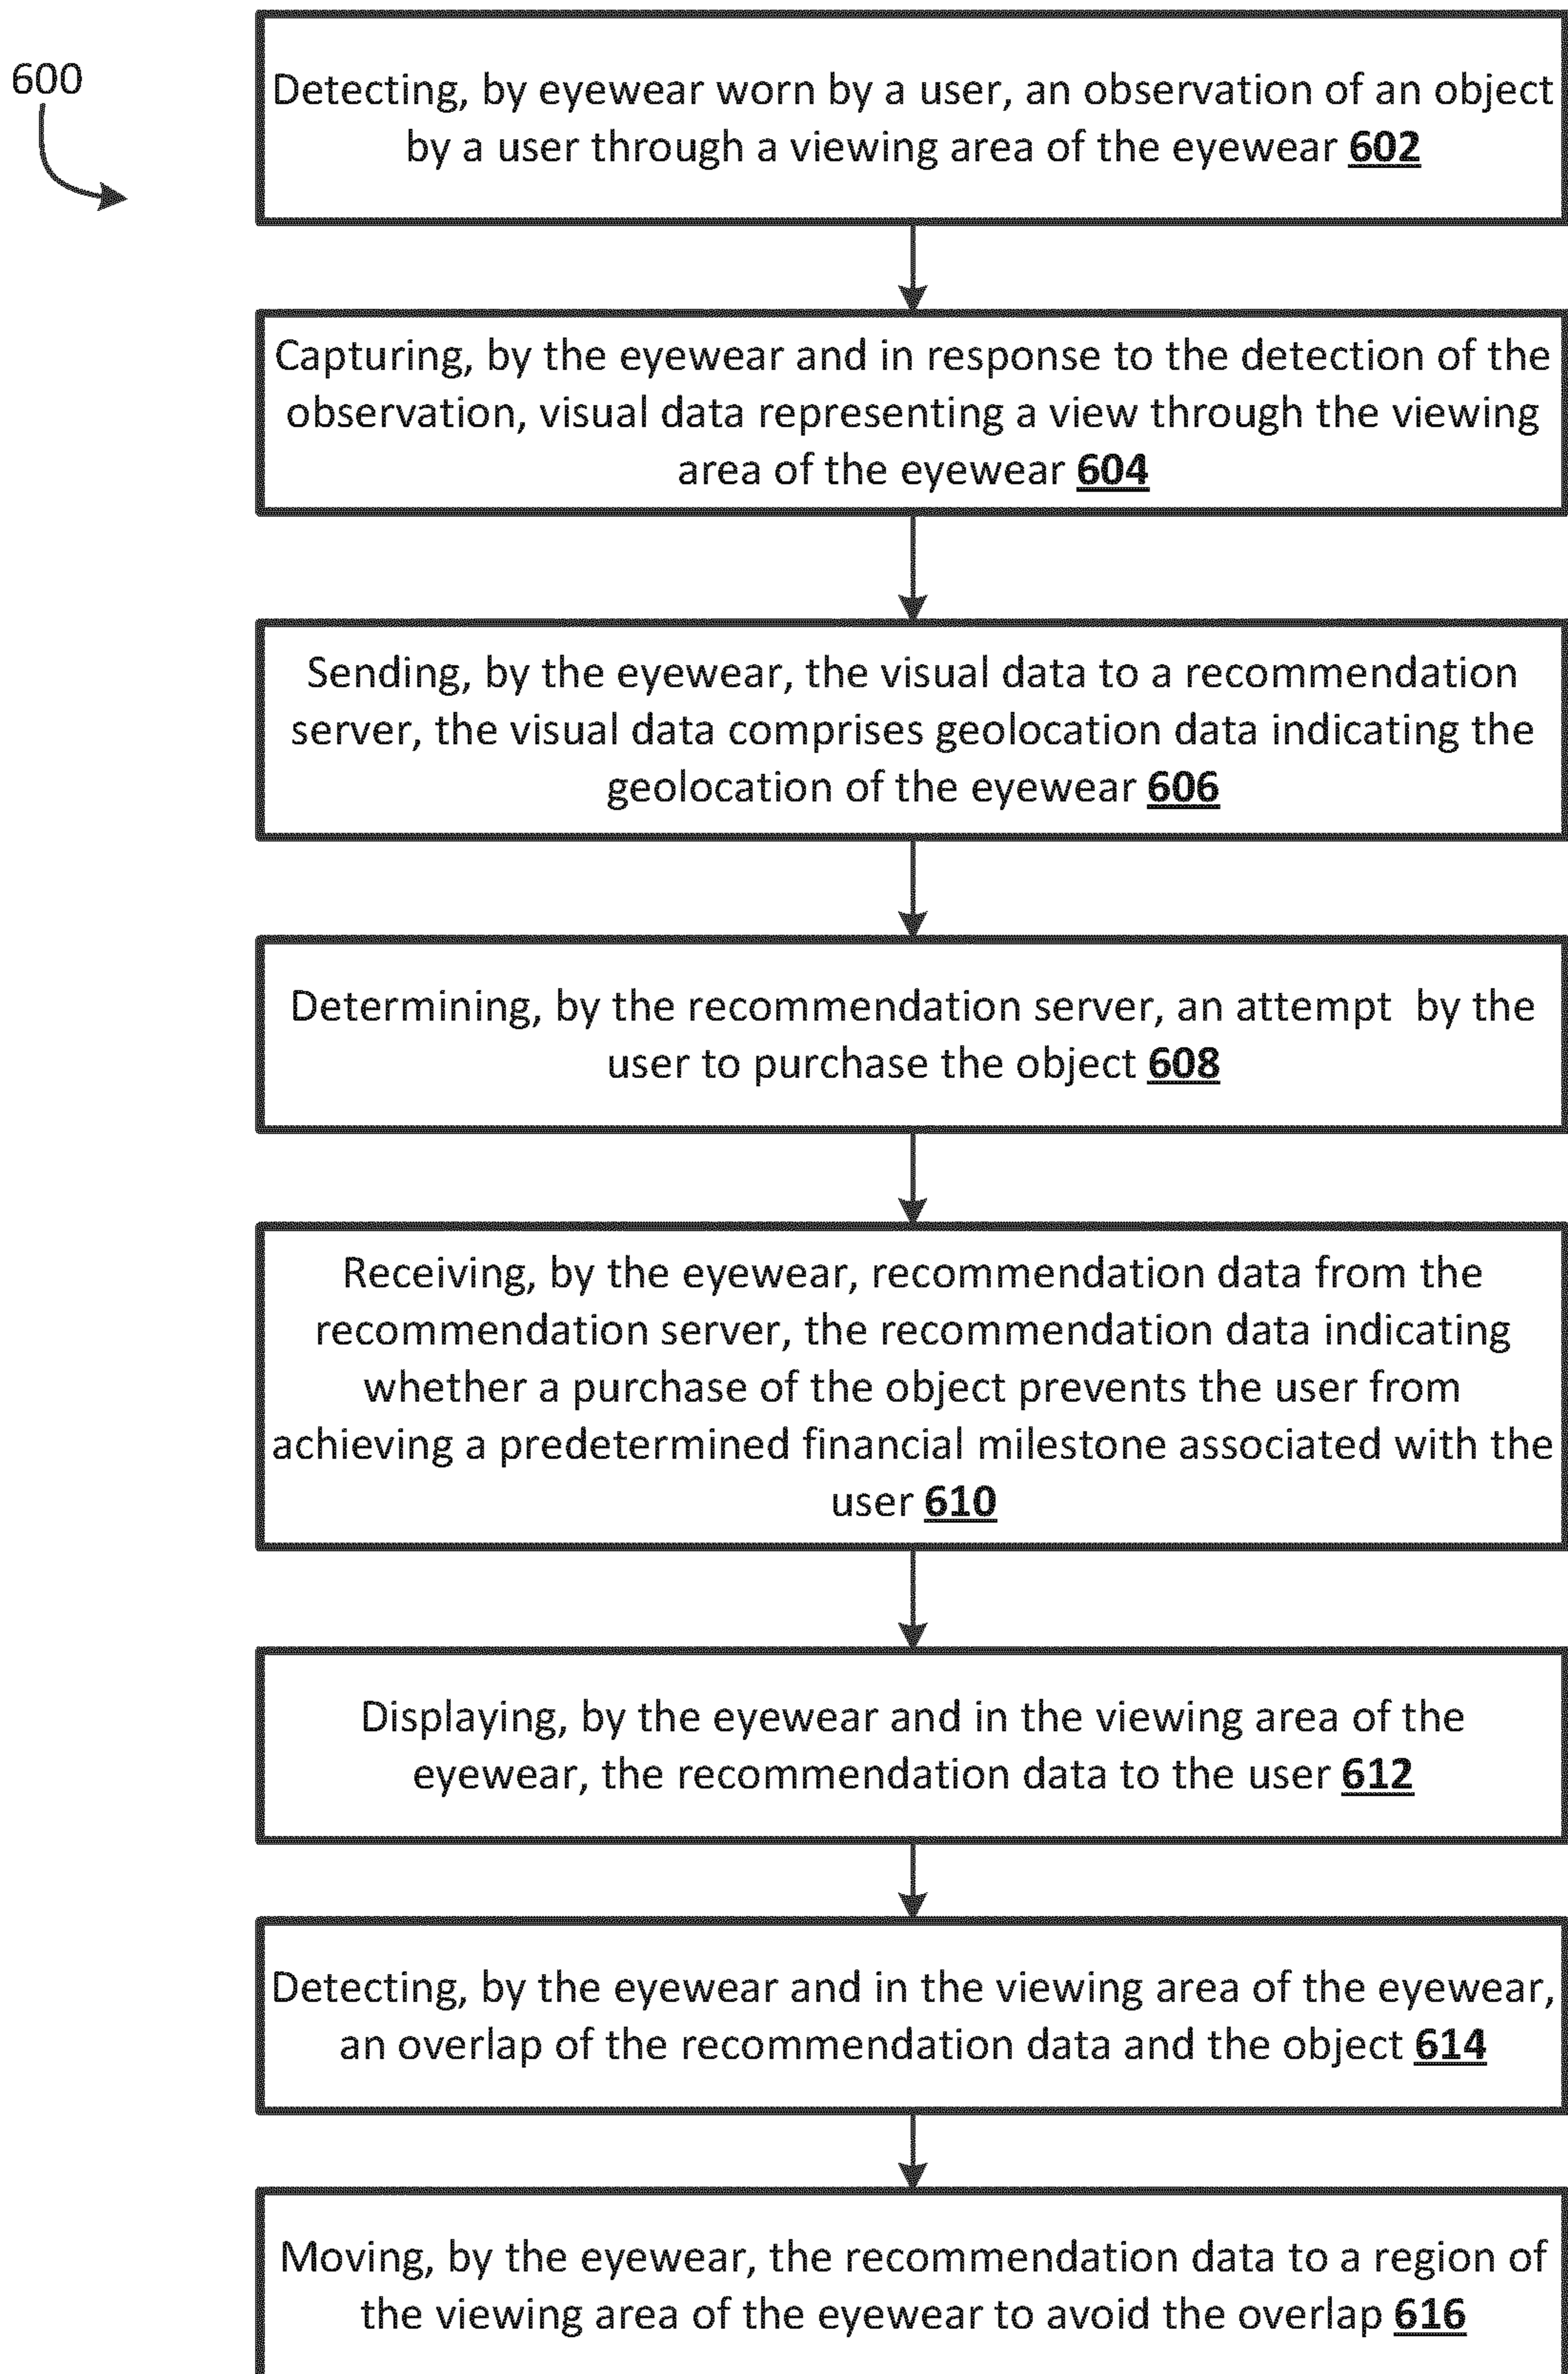 600
Detecting, by eyewear worn by a user, an observation of an object
by a user through a viewing area of the eyewear 602
Capturing, by the eyewear and in response to the detection of the
observation, visual data representing a view through the viewing
area of the eyewear 604
Sending, by the eyewear, the visual data to a recommendation
server, the visual data comprises geolocation data indicating the
geolocation of the eyewear 606
Determining, by the recommendation server, an attempt by the
user to purchase the object 608
Receiving, by the eyewear, recommendation data from the
recommendation server, the recommendation data indicating
whether a purchase of the object prevents the user from
achieving a predetermined financial milestone associated with the
user 610
Displaying, by the eyewear and in the viewing area of the
eyewear, the recommendation data to the user 612
Detecting, by the eyewear and in the viewing area of the eyewear,
an overlap of the recommendation data and the object 614
Moving, by the eyewear, the recommendation data to a region of
the viewing area of the eyewear to avoid the overlap 616